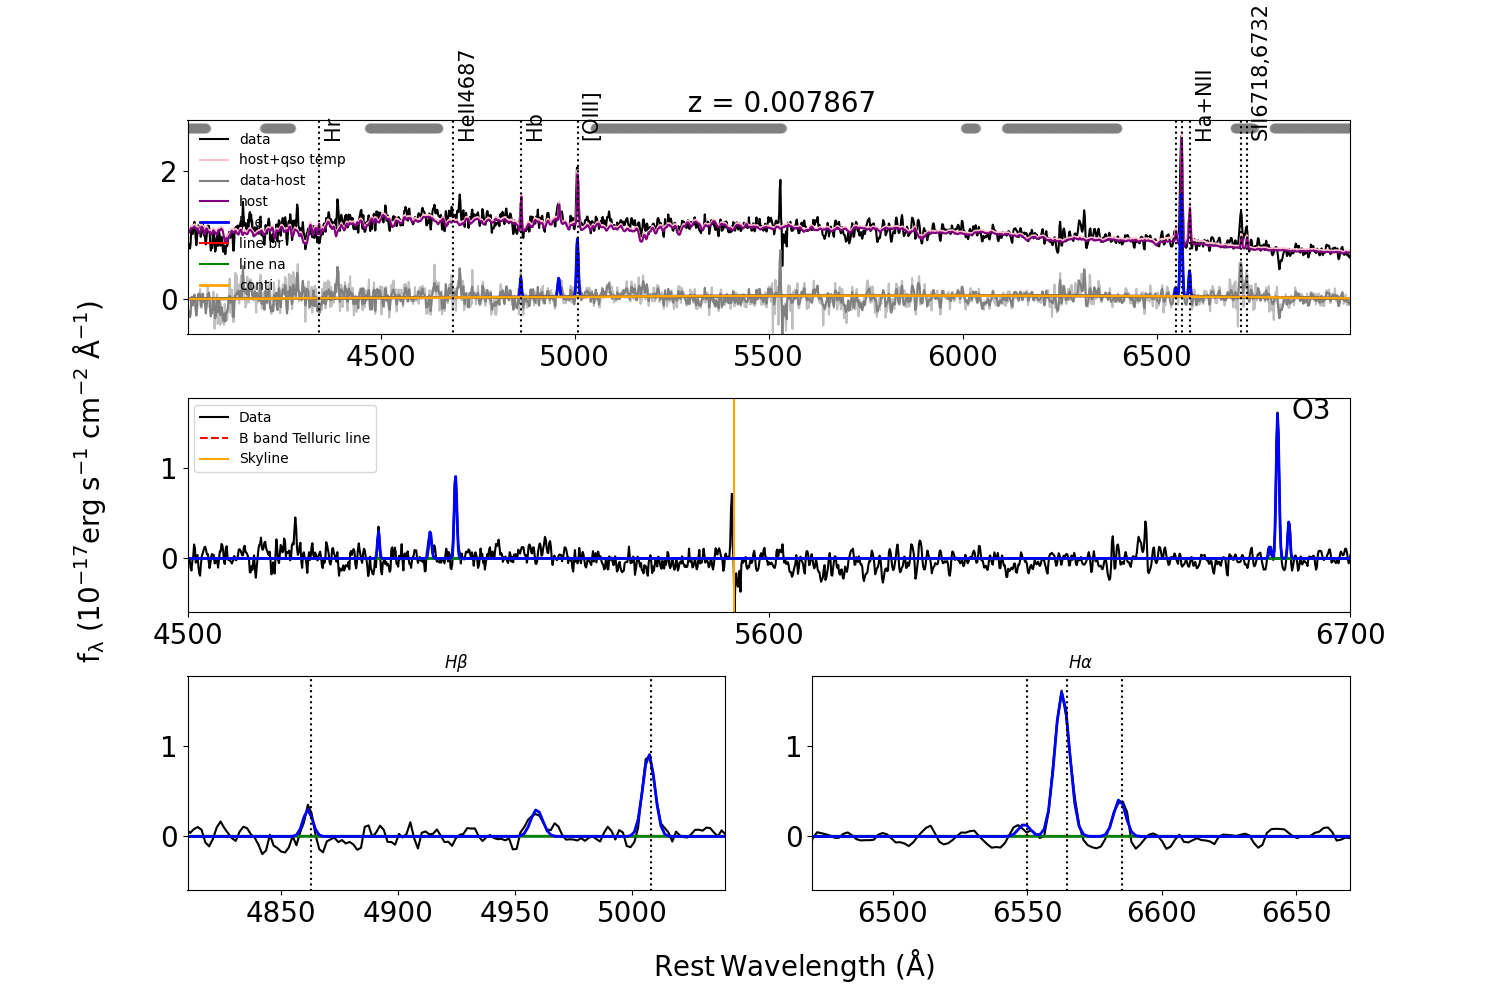 z = 0.007867
Hr
HeII4687
Hb
[OIII]
Ha+NII
SII6718,6732
data
host+qso temp
data-host
host
line br
line na
conti
2
0
4500 5000 5500 6000 6500
Data
B band Telluric line
Skyline
O3
1
0
4500 5600 6700
fλ (10⁻¹⁷erg s⁻¹ cm⁻² Å⁻¹)
Hβ
1
0
4850 4900 4950 5000
Hα
1
0
6500 6550 6600 6650
Rest Wavelength (Å)